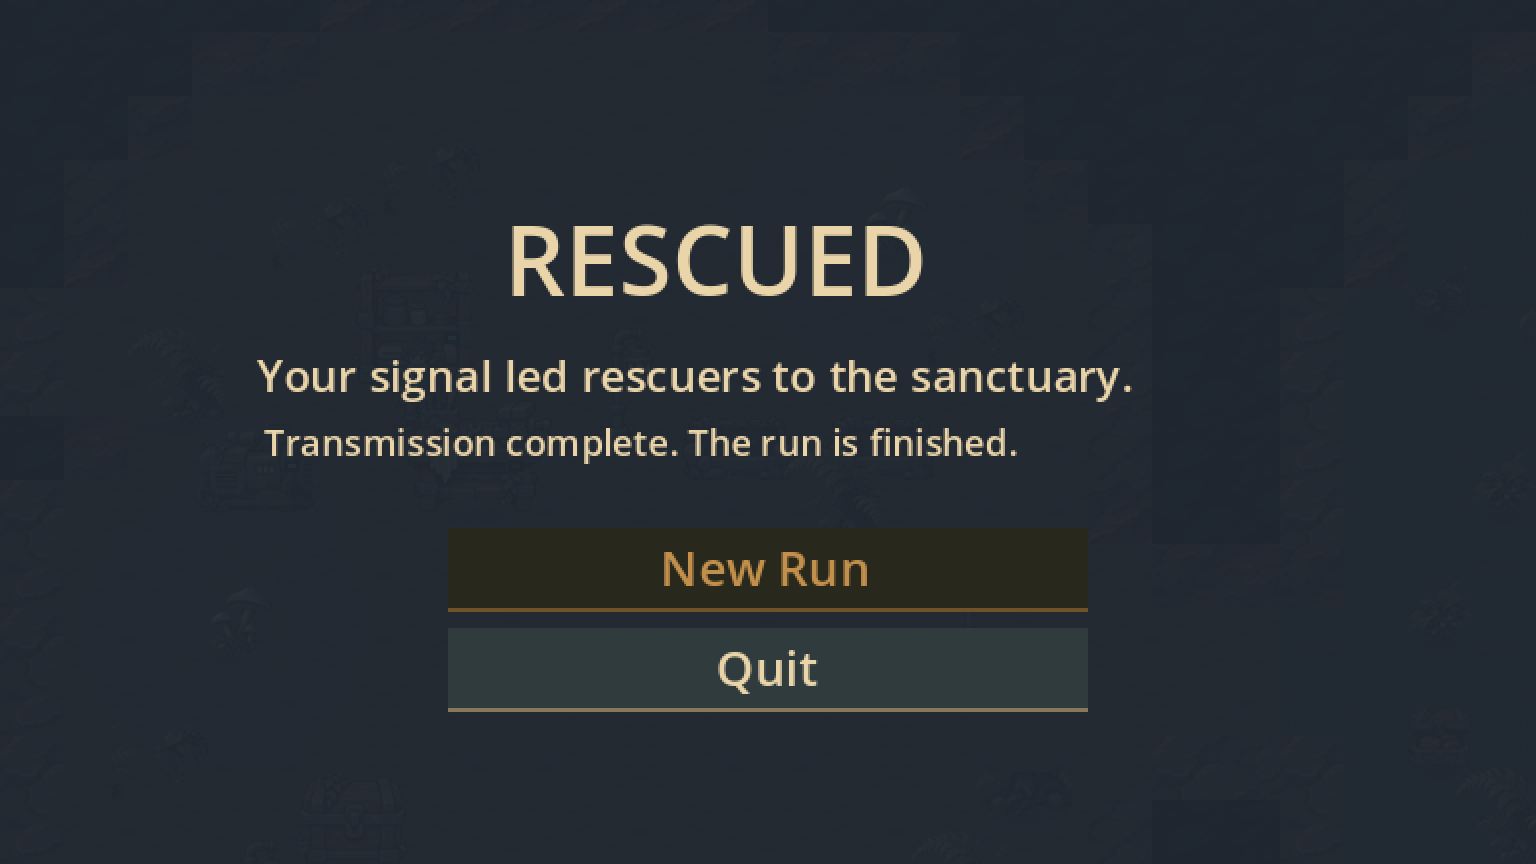 RESCUED
Your signal led rescuers to the sanctuary.
Transmission complete. The run is finished.
New Run
Quit